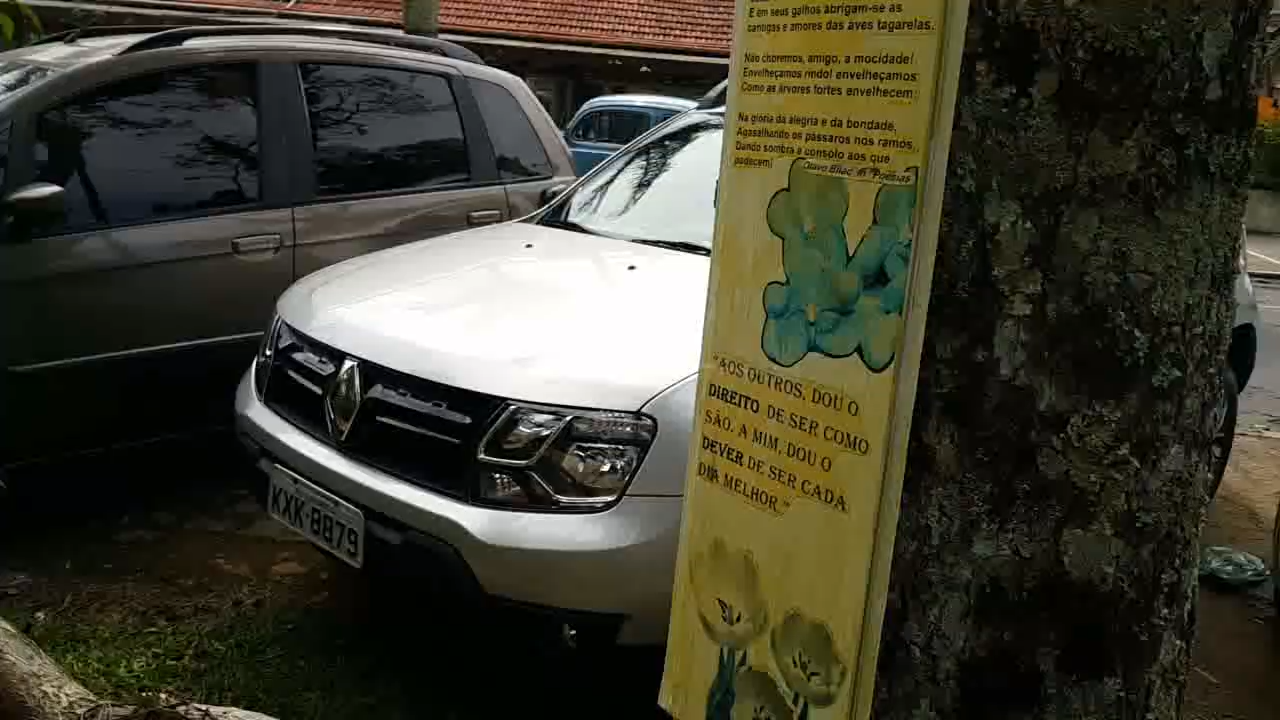 E em seus galhos abrigam-se as
cantigas e amores das aves tagarelas.
Não choremos, amigo, a mocidade!
Envelheçamos rindo! envelheçamos
Como as árvores fortes envelhecem:
Na glória da alegria e da bondade,
Agasalhando os pássaros nos ramos,
Dando sombra e consolo aos que
padecem!
Olavo Bilac, in "Poesias"
"AOS OUTROS, DOU O
DIREITO DE SER COMO
SÃO. A MIM, DOU O
DEVER DE SER CADA
DIA MELHOR."
KXK-8879